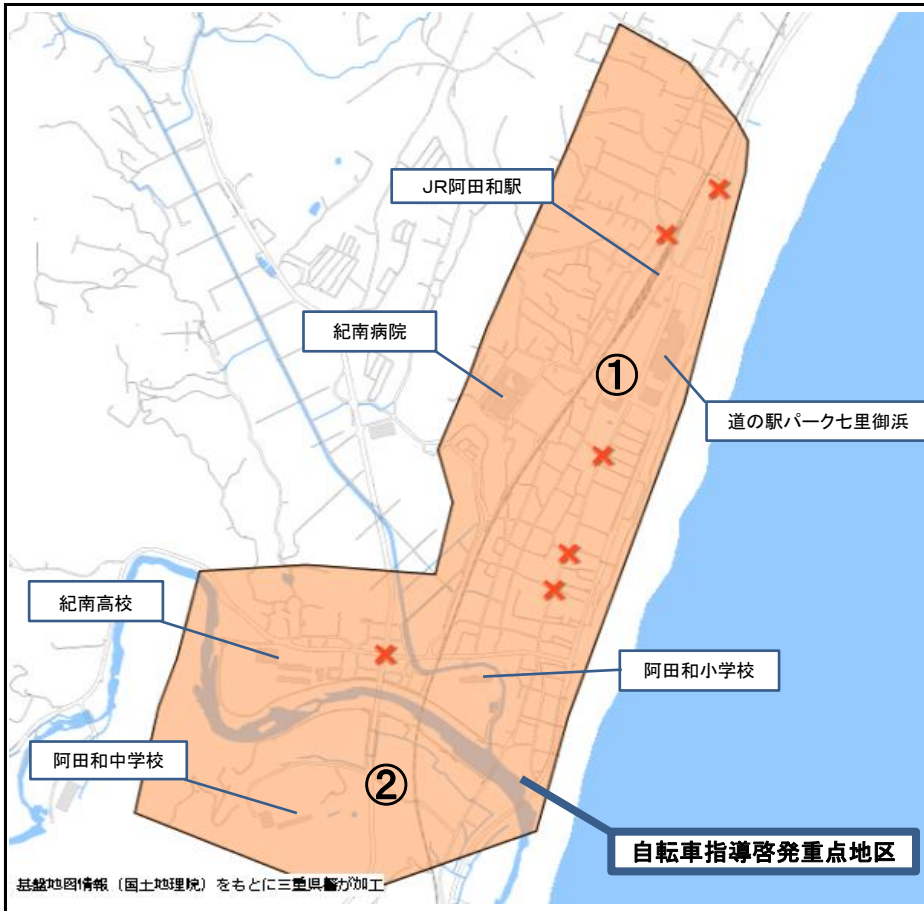 JR阿田和駅
紀南病院
①
道の駅パーク七里御浜
紀南高校
阿田和小学校
阿田和中学校
②
自転車指導啓発重点地区
基盤地図情報（国土地理院）をもとに三重県警が加工